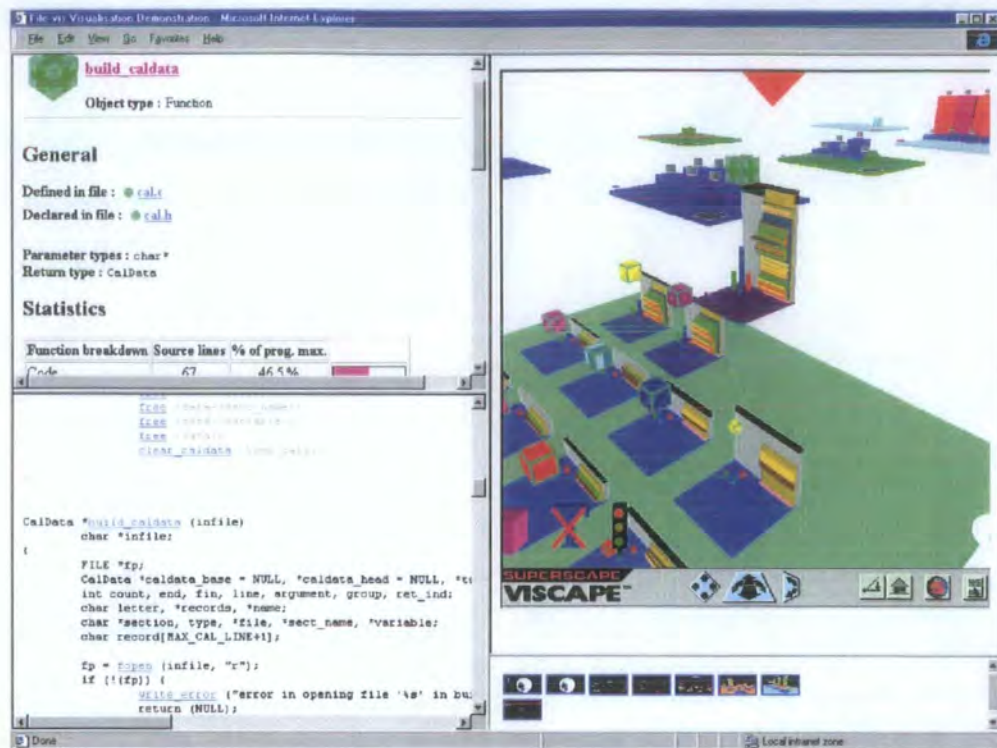 File vis Visualisation Demonstration - Microsoft Internet Explorer
File Edit View Go Favorites Help
build_caldata
Object type : Function
General
Defined in file : cal.c
Declared in file : cal.h
Parameter types : char*
Return type : CalData
Statistics
Function breakdown Source lines % of prog. max.
Code 67 46.5 %
free
free
free
clear_caldata
CalData *build_caldata (infile)
char *infile;
{
FILE *fp;
CalData *caldata_base = NULL, *caldata_head = NULL, *t
int count, end, fin, line, argument, group, ret_ind;
char letter, *records, *name;
char *section, type, *file, *sect_name, *variable;
char record[MAX_CAL_LINE+1];
fp = fopen (infile, "r");
if (!(fp)) {
write_error ("error in opening file '%s' in bu
return (NULL);
SUPERSCAPE
VISCAPE™
Done
Local intranet zone